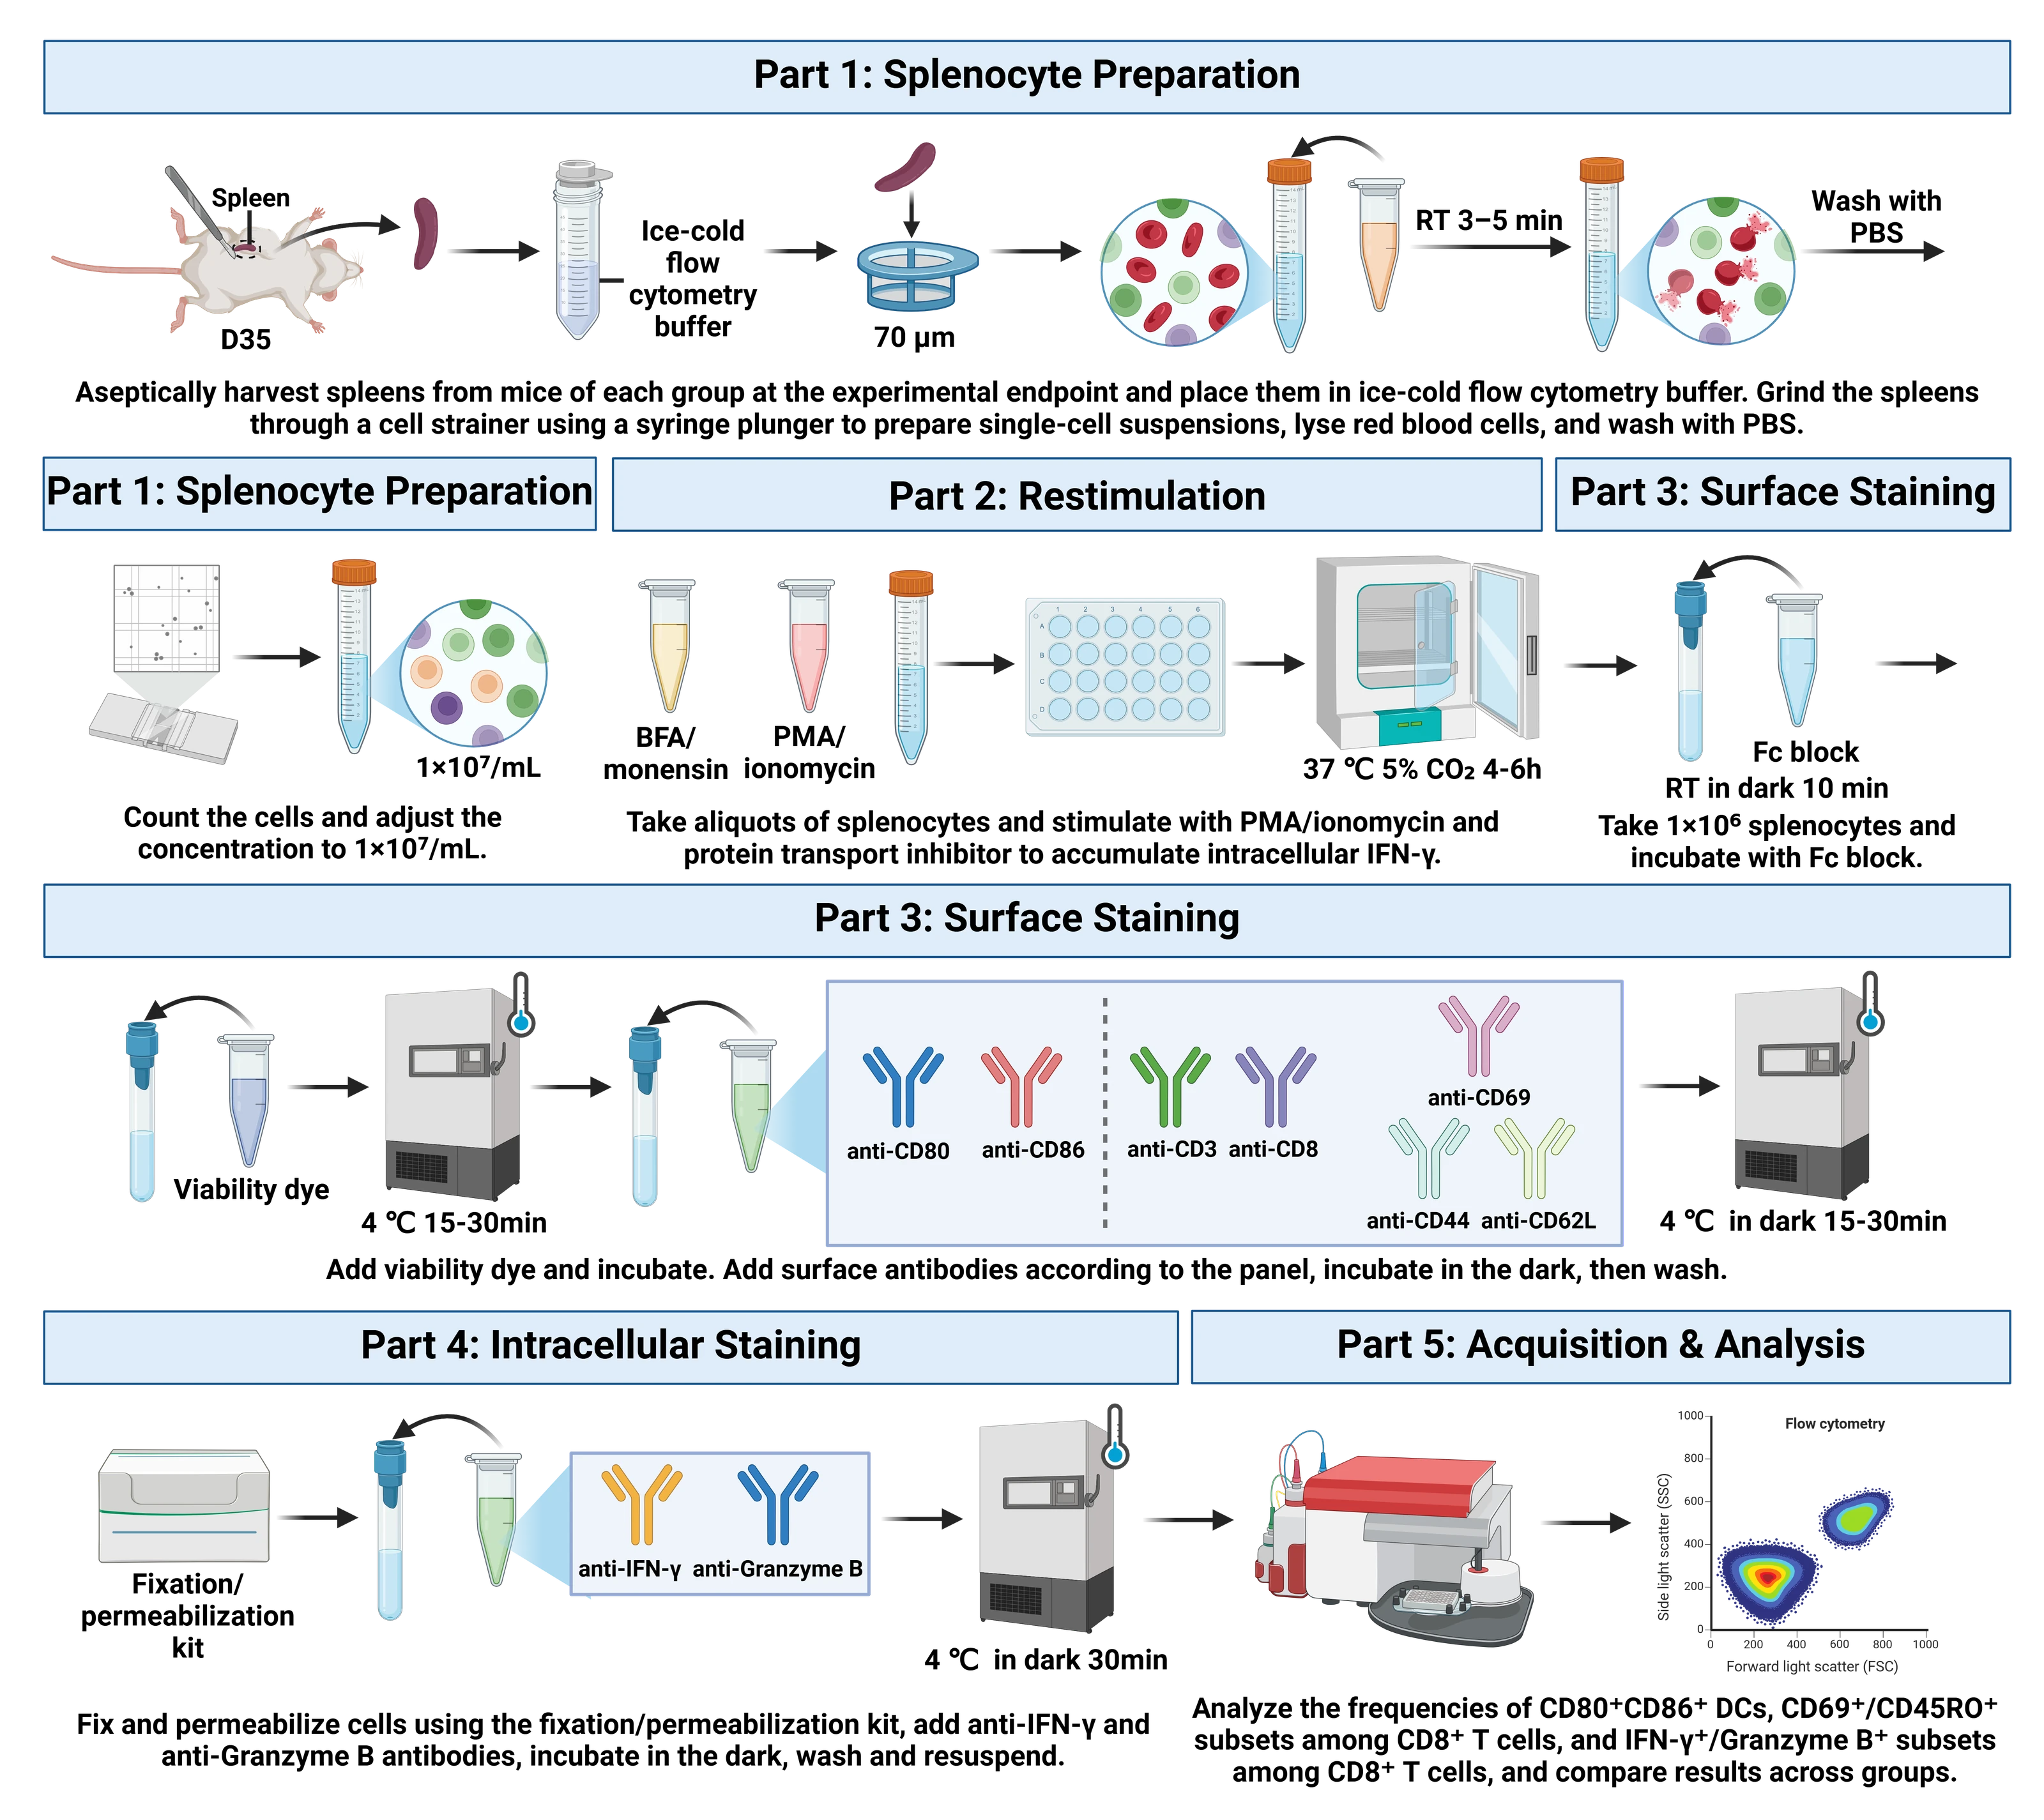 Part 1: Splenocyte Preparation
Spleen
D35
Ice-cold
flow
cytometry
buffer
70 μm
RT 3–5 min
Wash with
PBS
Aseptically harvest spleens from mice of each group at the experimental endpoint and place them in ice-cold flow cytometry buffer. Grind the spleens
through a cell strainer using a syringe plunger to prepare single-cell suspensions, lyse red blood cells, and wash with PBS.
Part 1: Splenocyte Preparation
1×10⁷/mL
Count the cells and adjust the
concentration to 1×10⁷/mL.
Part 2: Restimulation
BFA/
monensin
PMA/
ionomycin
1 2 3 4 5 6
A
B
C
D
37 ℃ 5% CO₂ 4-6h
Take aliquots of splenocytes and stimulate with PMA/ionomycin and
protein transport inhibitor to accumulate intracellular IFN-γ.
Part 3: Surface Staining
Fc block
RT in dark 10 min
Take 1×10⁶ splenocytes and
incubate with Fc block.
Part 3: Surface Staining
Viability dye
4 ℃ 15-30min
anti-CD80
anti-CD86
anti-CD3
anti-CD8
anti-CD69
anti-CD44
anti-CD62L
4 ℃ in dark 15-30min
Add viability dye and incubate. Add surface antibodies according to the panel, incubate in the dark, then wash.
Part 4: Intracellular Staining
Fixation/
permeabilization
kit
anti-IFN-γ
anti-Granzyme B
4 ℃ in dark 30min
Fix and permeabilize cells using the fixation/permeabilization kit, add anti-IFN-γ and
anti-Granzyme B antibodies, incubate in the dark, wash and resuspend.
Part 5: Acquisition & Analysis
Flow cytometry
Side light scatter (SSC)
1000
800
600
400
200
0
0 200 400 600 800 1000
Forward light scatter (FSC)
Analyze the frequencies of CD80⁺CD86⁺ DCs, CD69⁺/CD45RO⁺
subsets among CD8⁺ T cells, and IFN-γ⁺/Granzyme B⁺ subsets
among CD8⁺ T cells, and compare results across groups.